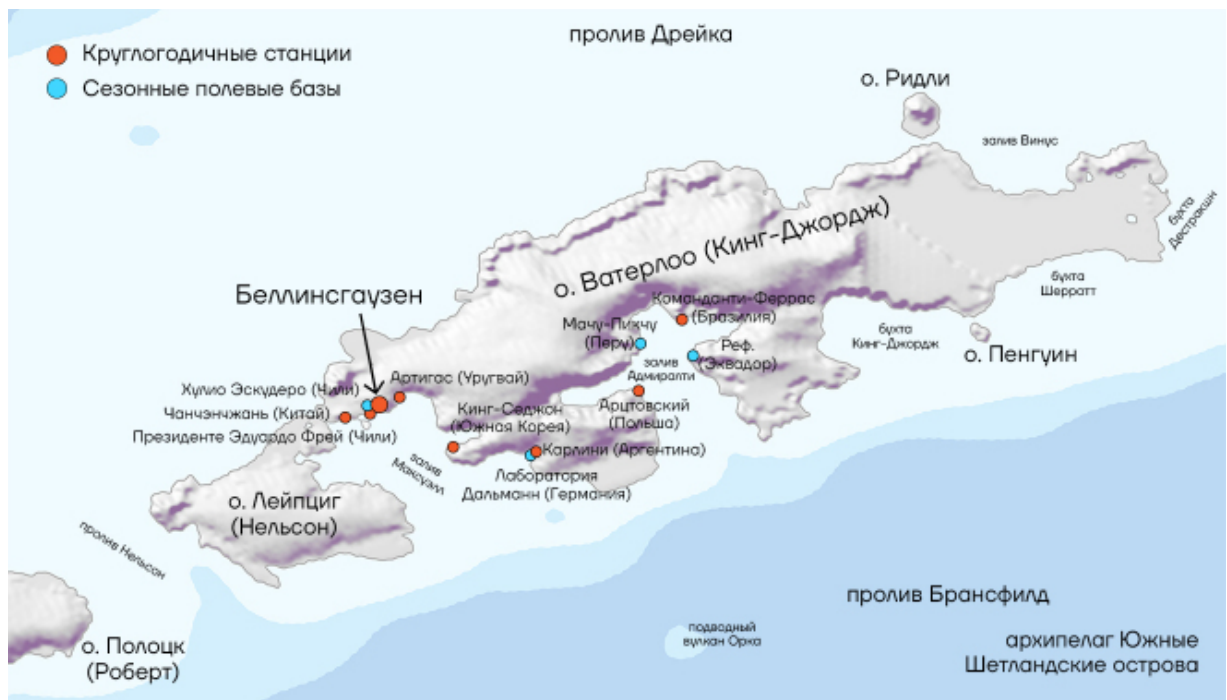 пролив Дрейка
Круглогодичные станции
Сезонные полевые базы
о. Ридли
залив Винус
бухта
Дестракшн
о. Ватерлоо (Кинг-Джордж)
бухта
Шерратт
Беллинсгаузен
Команданти-Феррас
(Бразилия)
Мачу-Пикчу
(Перу)
Реф.
(Эквадор)
бухта
Кинг-Джордж
о. Пенгуин
залив
Адмиралти
Артигас (Уругвай)
Хулио Эскудеро (Чили)
Чанчэнчжань (Китай)
Президенте Эдуардо Фрей (Чили)
Кинг-Седжон
(Южная Корея)
Арцтовский
(Польша)
Карлини (Аргентина)
залив
Максуэлл
Лаборатория
Дальманн (Германия)
о. Лейпциг
(Нельсон)
пролив Нельсон
пролив Брансфилд
подводный
вулкан Орка
о. Полоцк
(Роберт)
архипелаг Южные
Шетландские острова